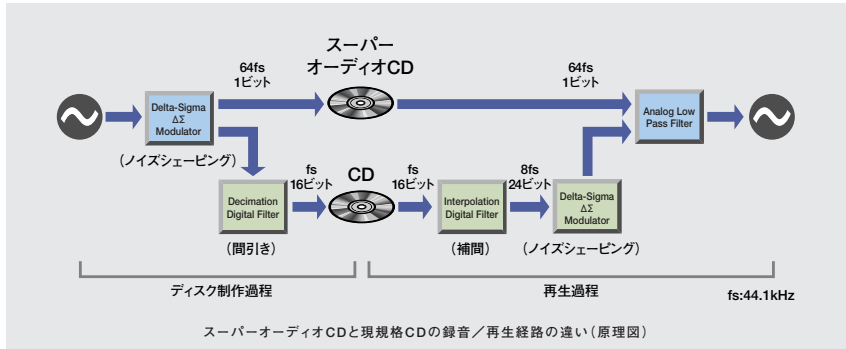 スーパー
オーディオCD
64fs
1ビット
64fs
1ビット
Delta-Sigma
ΔΣ
Modulator
(ノイズシェーピング)
Analog Low
Pass Filter
fs
16ビット
CD
fs
16ビット
8fs
24ビット
Decimation
Digital Filter
(間引き)
Interpolation
Digital Filter
(補間)
Delta-Sigma
ΔΣ
Modulator
(ノイズシェーピング)
ディスク制作過程
再生過程
fs:44.1kHz
スーパーオーディオCDと現規格CDの録音／再生経路の違い(原理図)